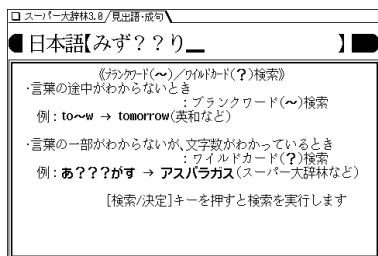 スーパー大辞林3.0/見出語・成句
日本語【みず??り_ 】
《ブランクワード(~)/ワイルドカード(?)検索》
・言葉の途中がわからないとき
:ブランクワード(~)検索
例:to~w → tomorrow(英和など)
・言葉の一部がわからないが、文字数がわかっているとき
:ワイルドカード(?)検索
例:あ???がす → アスパラガス(スーパー大辞林など)
[検索/決定]キーを押すと検索を実行します